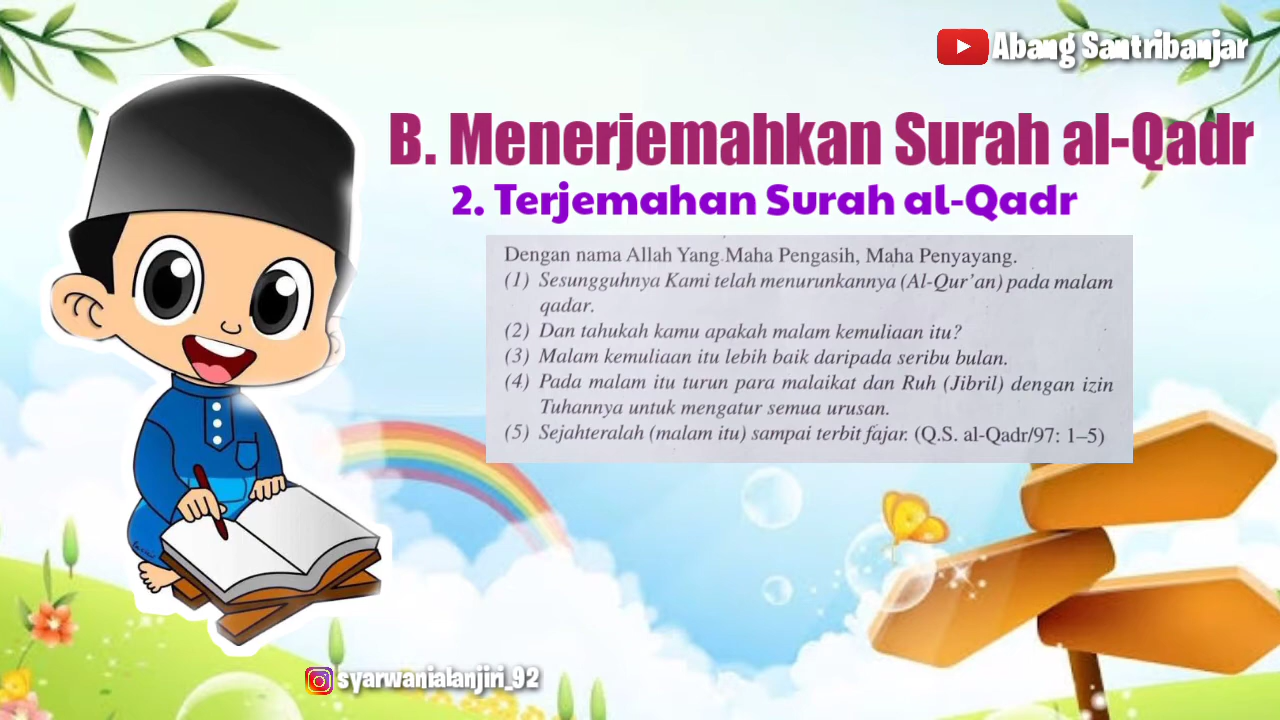 Abang Santribanjar
B. Menerjemahkan Surah al-Qadr
2. Terjemahan Surah al-Qadr
Dengan nama Allah Yang Maha Pengasih, Maha Penyayang.
(1) Sesungguhnya Kami telah menurunkannya (Al-Qur'an) pada malam
qadar.
(2) Dan tahukah kamu apakah malam kemuliaan itu?
(3) Malam kemuliaan itu lebih baik daripada seribu bulan.
(4) Pada malam itu turun para malaikat dan Ruh (Jibril) dengan izin
Tuhannya untuk mengatur semua urusan.
(5) Sejahteralah (malam itu) sampai terbit fajar. (Q.S. al-Qadr/97: 1–5)
syarwanialanjiri_92